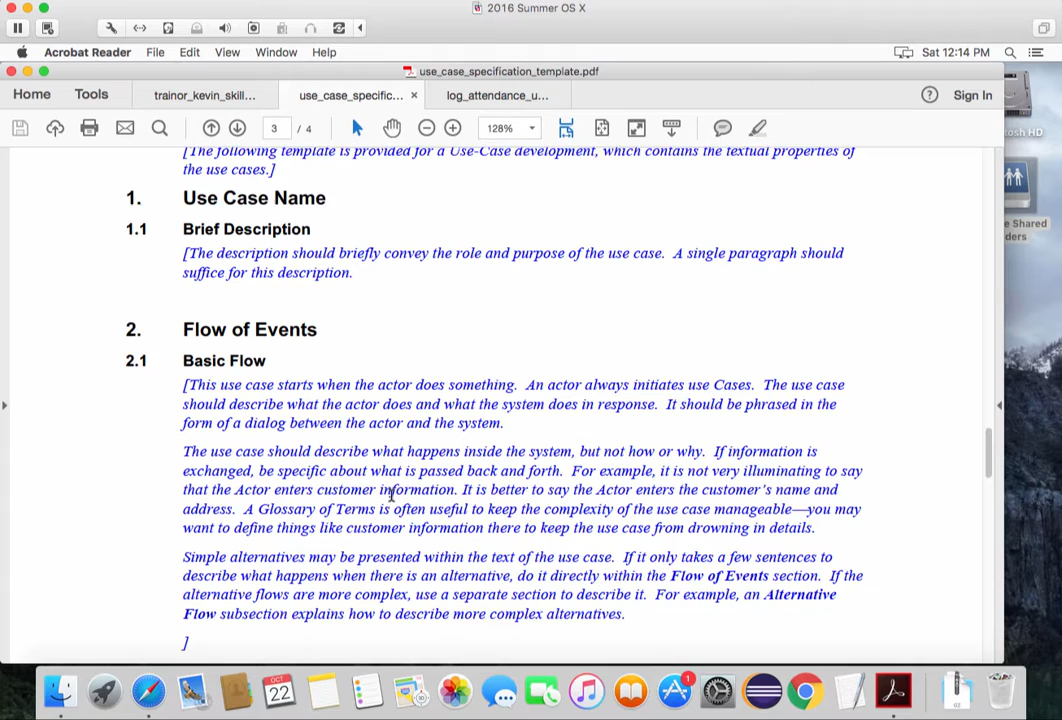 2016 Summer OS X
Acrobat Reader File Edit View Window Help Sat 12:14 PM
use_case_specification_template.pdf
Home Tools trainor_kevin_skill... use_case_specific... × log_attendance_u... ? Sign In
3 / 4 128%
[The following template is provided for a Use-Case development, which contains the textual properties of
the use cases.]
1. Use Case Name
1.1 Brief Description
[The description should briefly convey the role and purpose of the use case. A single paragraph should
suffice for this description.
2. Flow of Events
2.1 Basic Flow
[This use case starts when the actor does something. An actor always initiates use Cases. The use case
should describe what the actor does and what the system does in response. It should be phrased in the
form of a dialog between the actor and the system.
The use case should describe what happens inside the system, but not how or why. If information is
exchanged, be specific about what is passed back and forth. For example, it is not very illuminating to say
that the Actor enters customer information. It is better to say the Actor enters the customer's name and
address. A Glossary of Terms is often useful to keep the complexity of the use case manageable—you may
want to define things like customer information there to keep the use case from drowning in details.
Simple alternatives may be presented within the text of the use case. If it only takes a few sentences to
describe what happens when there is an alternative, do it directly within the Flow of Events section. If the
alternative flows are more complex, use a separate section to describe it. For example, an Alternative
Flow subsection explains how to describe more complex alternatives.
]
tosh HD
e Shared
ders
OCT
22
1